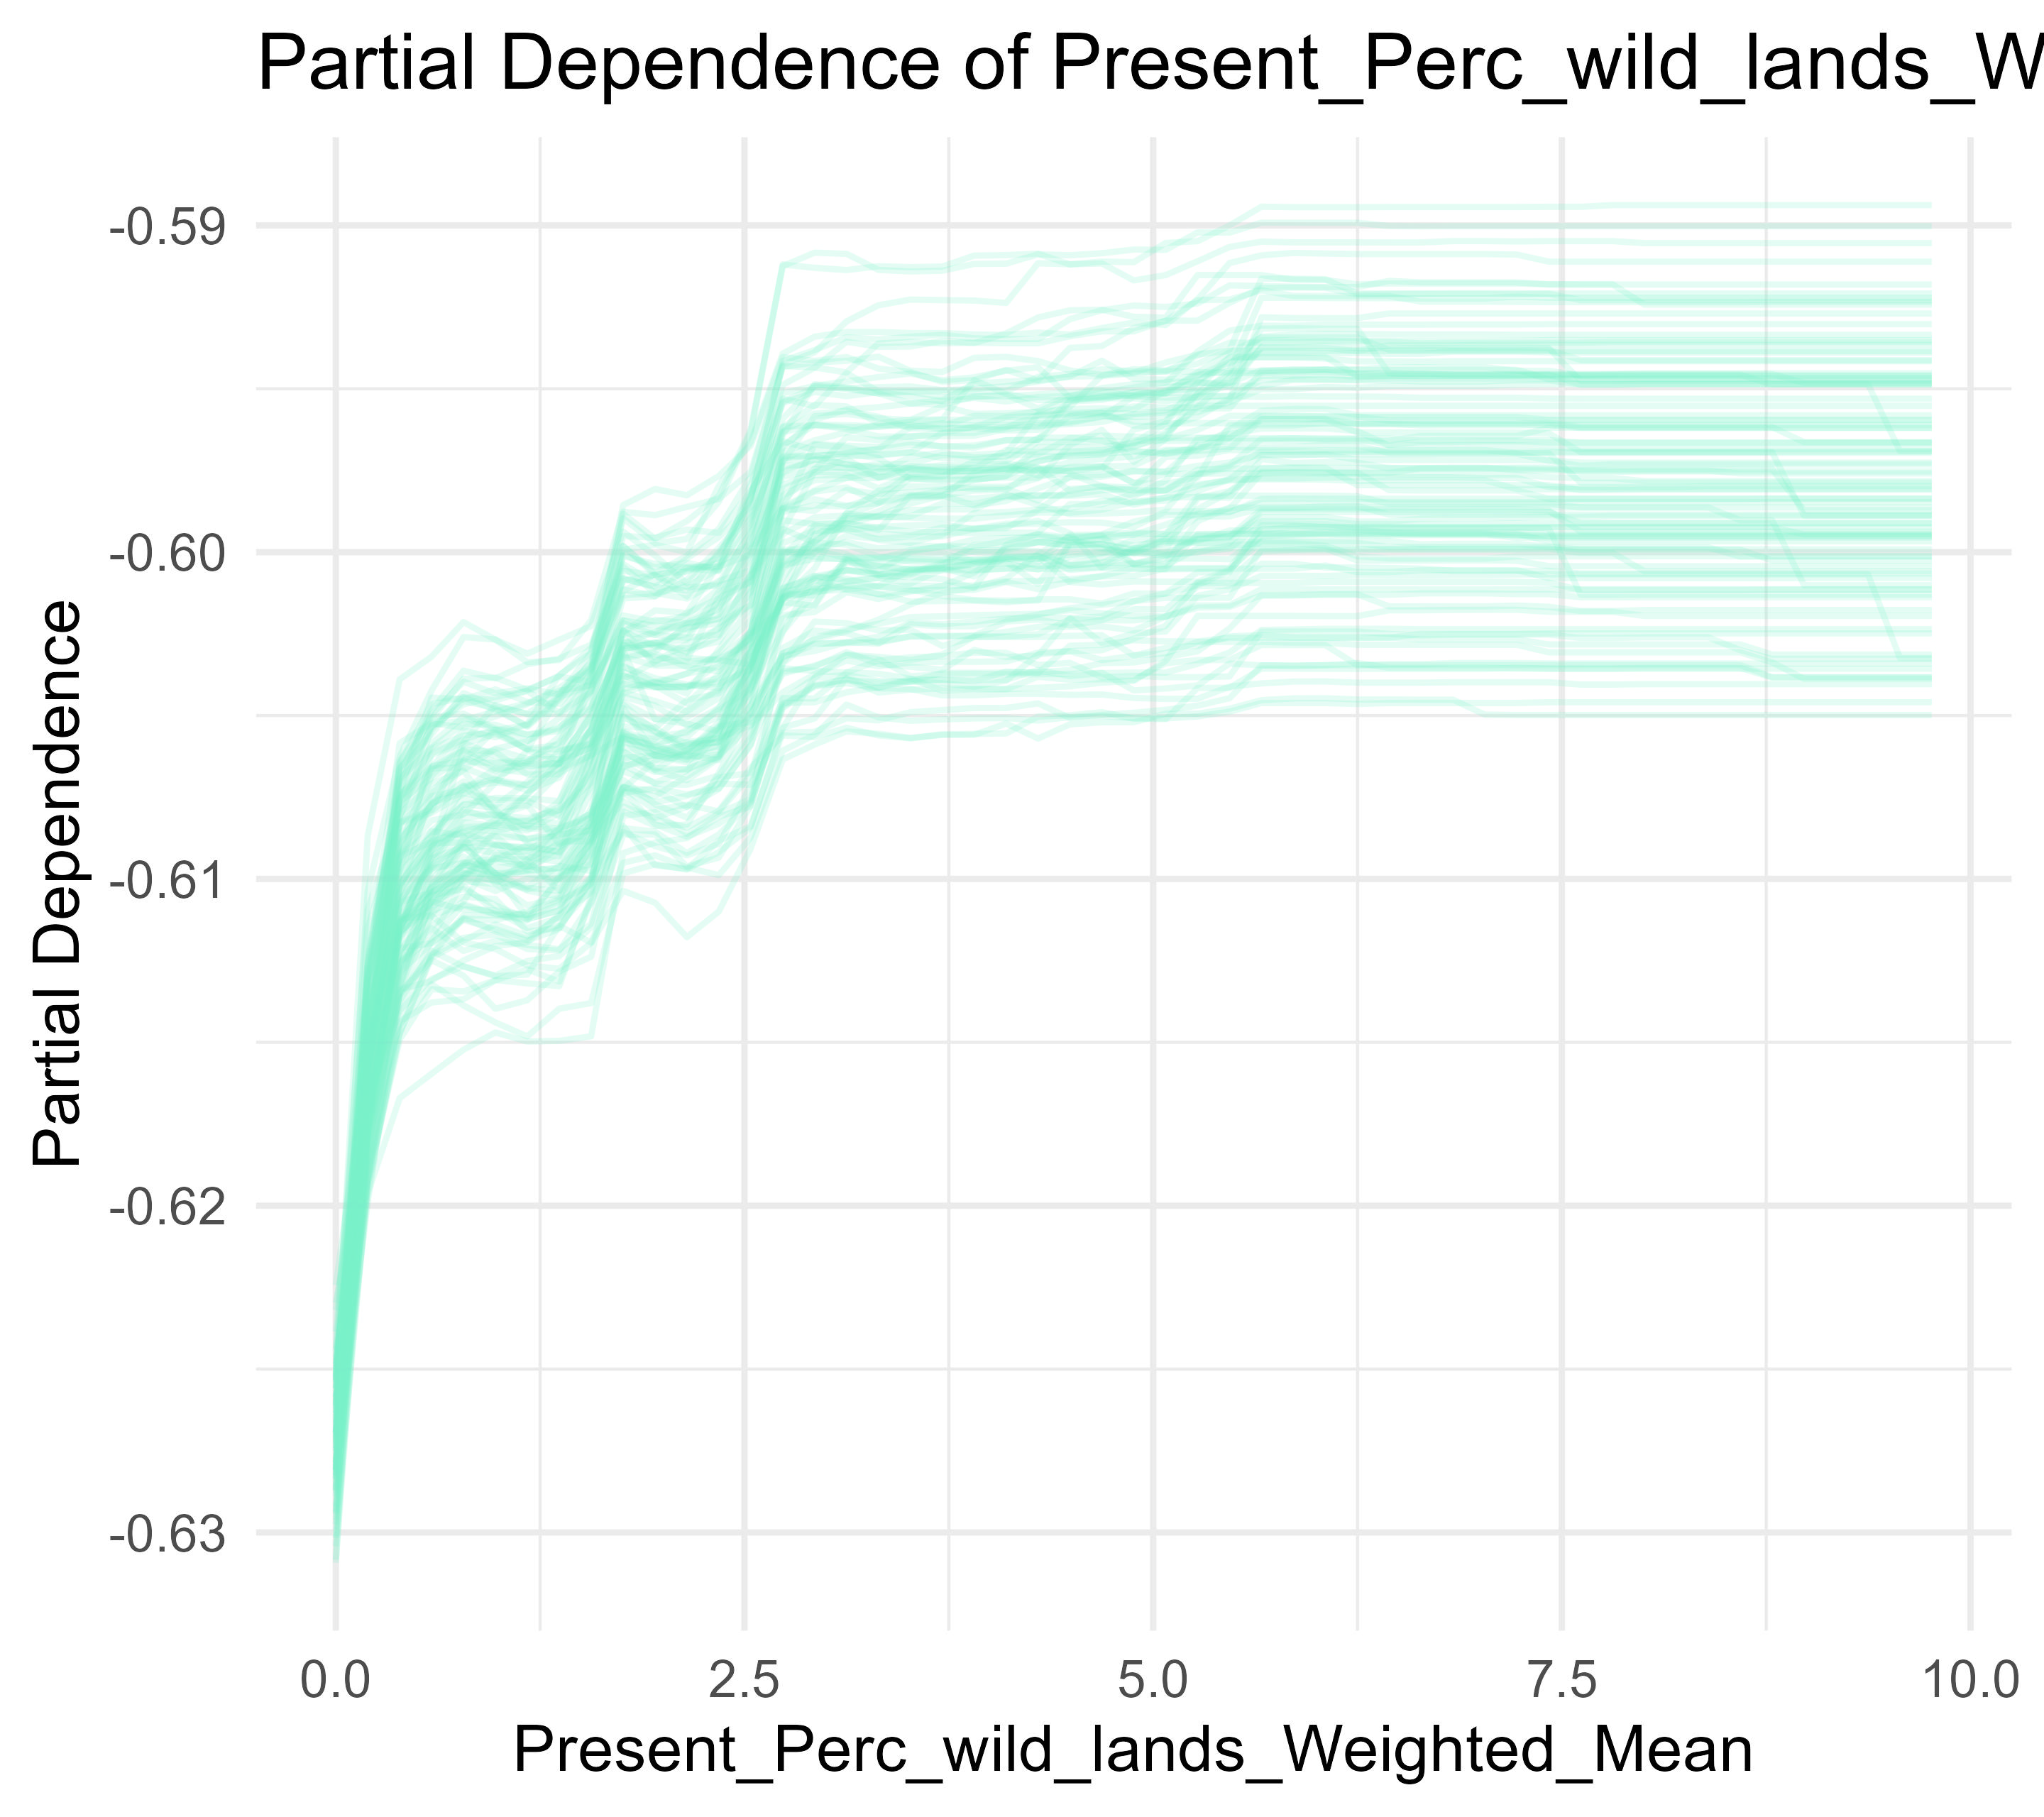 Partial Dependence of Present_Perc_wild_lands_W
Partial Dependence
-0.59
-0.60
-0.61
-0.62
-0.63
0.0 2.5 5.0 7.5 10.0
Present_Perc_wild_lands_Weighted_Mean